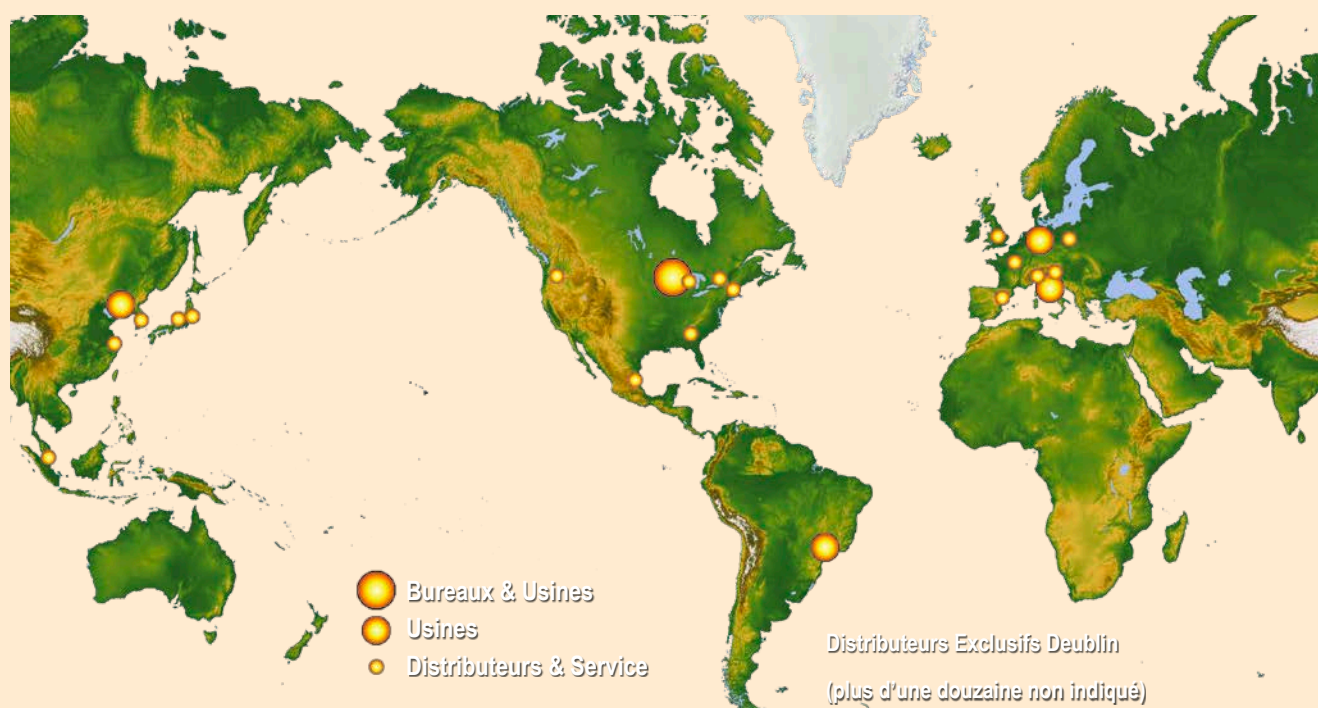 Bureaux & Usines
Usines
Distributeurs & Service
Distributeurs Exclusifs Deublin
(plus d'une douzaine non indiqué)